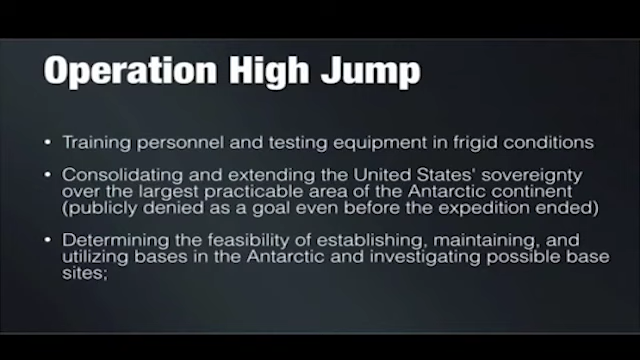 Operation High Jump
• Training personnel and testing equipment in frigid conditions
• Consolidating and extending the United States' sovereignty
over the largest practicable area of the Antarctic continent
(publicly denied as a goal even before the expedition ended)
• Determining the feasibility of establishing, maintaining, and
utilizing bases in the Antarctic and investigating possible base
sites;